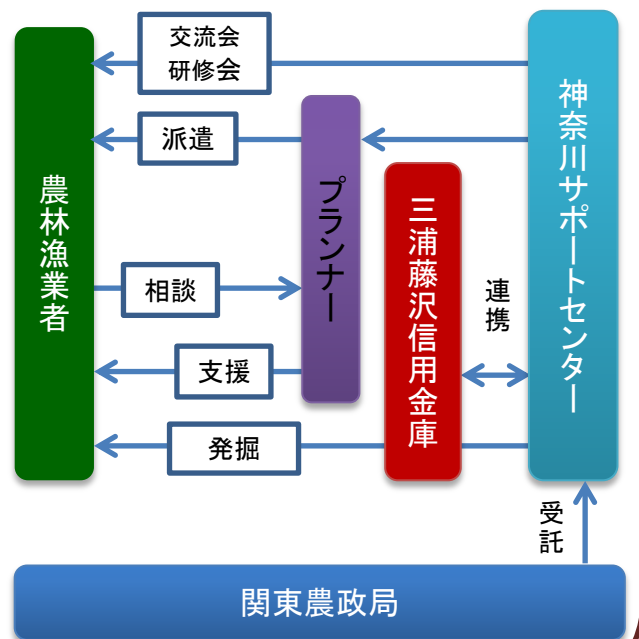 交流会
研修会
派遣
相談
支援
発掘
農林漁業者
プランナー
三浦藤沢信用金庫
連携
神奈川サポートセンター
受託
関東農政局